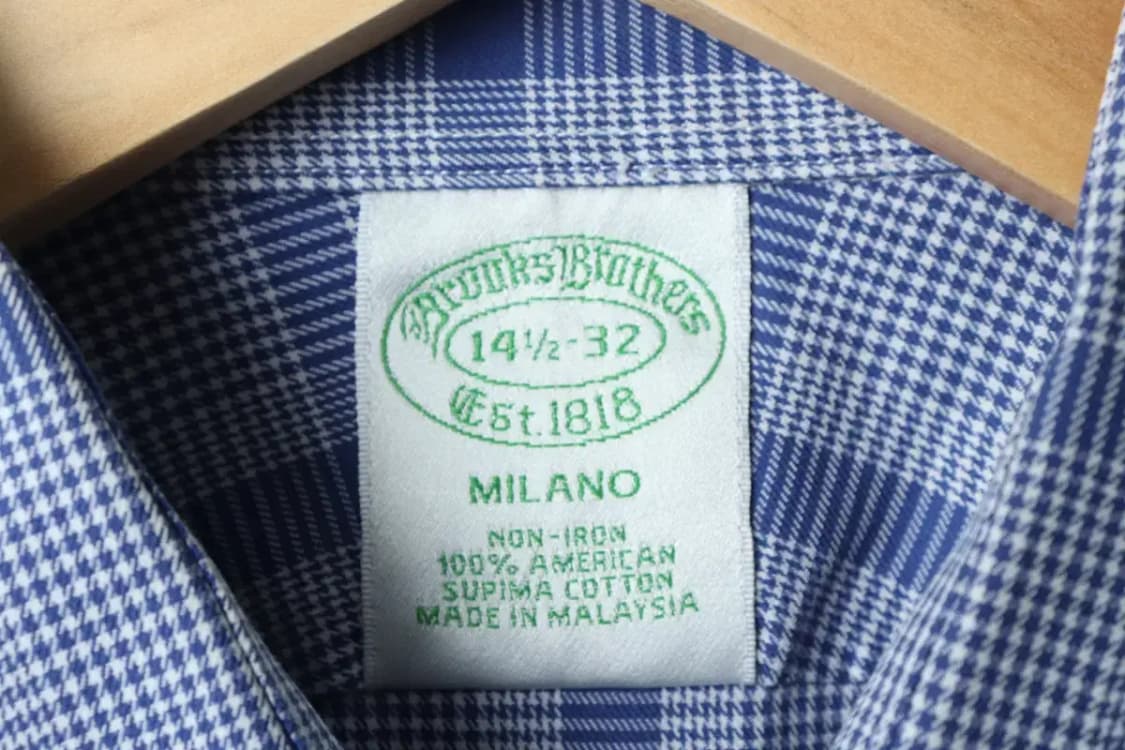 Brooks Brothers
14½-32
Est. 1818
MILANO
NON-IRON
100% AMERICAN
SUPIMA COTTON
MADE IN MALAYSIA